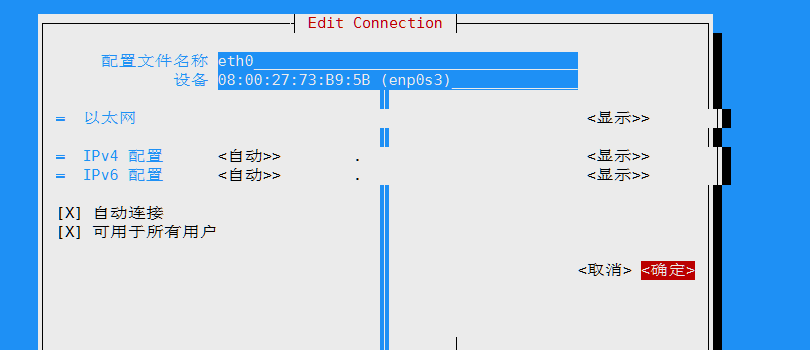 Edit Connection
配置文件名称 eth0
设备 08:00:27:73:B9:5B (enp0s3)
= 以太网 <显示>>
= IPv4 配置 <自动>> . <显示>>
= IPv6 配置 <自动>> . <显示>>
[X] 自动连接
[X] 可用于所有用户
<取消> <确定>